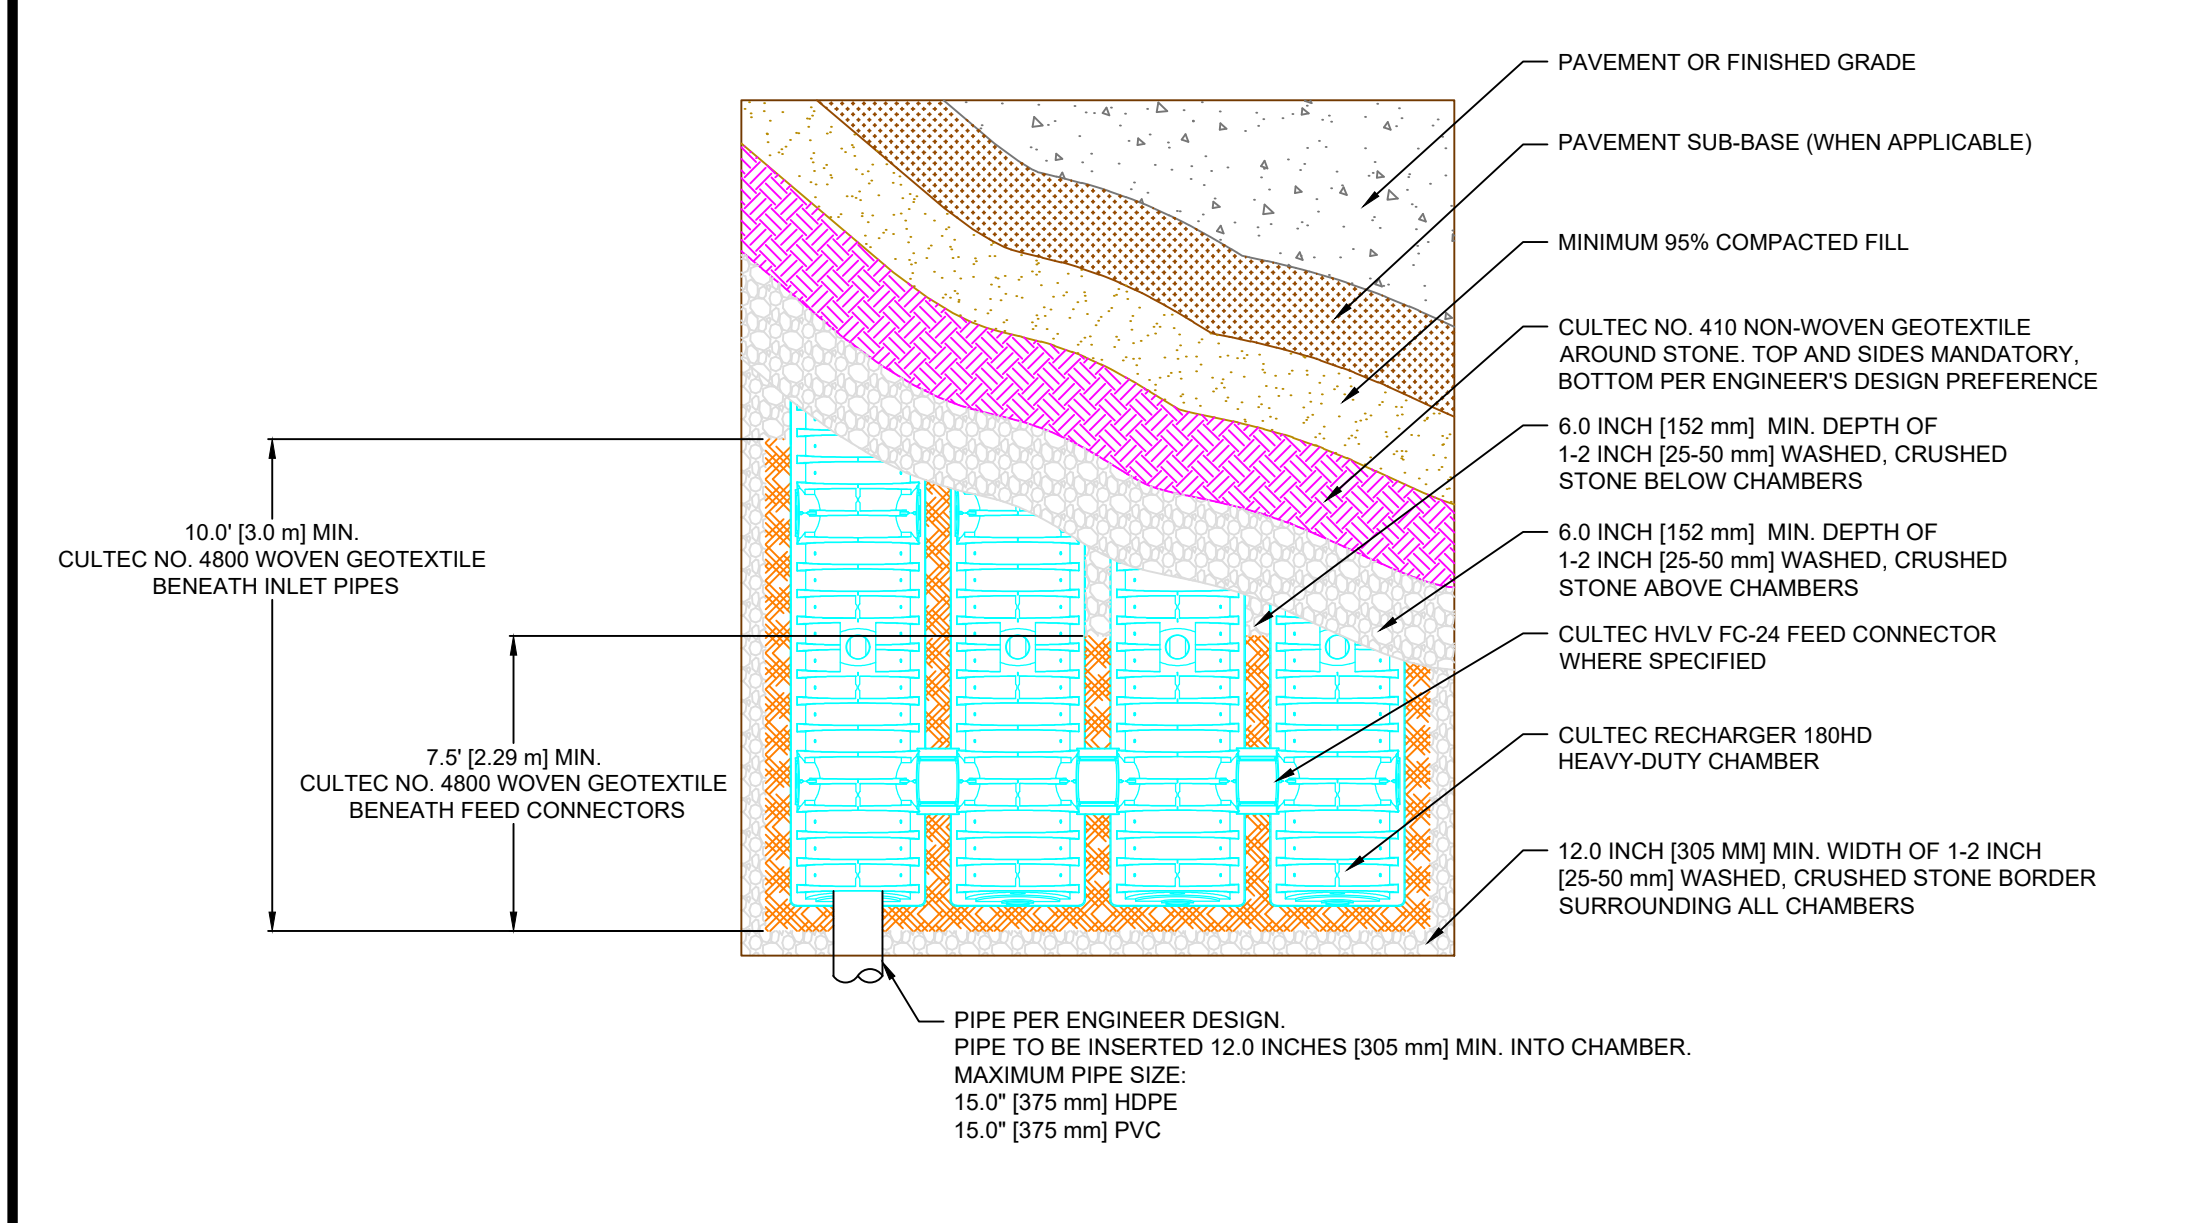 PAVEMENT OR FINISHED GRADE
PAVEMENT SUB-BASE (WHEN APPLICABLE)
MINIMUM 95% COMPACTED FILL
CULTEC NO. 410 NON-WOVEN GEOTEXTILE
AROUND STONE. TOP AND SIDES MANDATORY,
BOTTOM PER ENGINEER'S DESIGN PREFERENCE
6.0 INCH [152 mm] MIN. DEPTH OF
1-2 INCH [25-50 mm] WASHED, CRUSHED
STONE BELOW CHAMBERS
6.0 INCH [152 mm] MIN. DEPTH OF
1-2 INCH [25-50 mm] WASHED, CRUSHED
STONE ABOVE CHAMBERS
CULTEC HVLV FC-24 FEED CONNECTOR
WHERE SPECIFIED
CULTEC RECHARGER 180HD
HEAVY-DUTY CHAMBER
12.0 INCH [305 MM] MIN. WIDTH OF 1-2 INCH
[25-50 mm] WASHED, CRUSHED STONE BORDER
SURROUNDING ALL CHAMBERS
10.0' [3.0 m] MIN.
CULTEC NO. 4800 WOVEN GEOTEXTILE
BENEATH INLET PIPES
7.5' [2.29 m] MIN.
CULTEC NO. 4800 WOVEN GEOTEXTILE
BENEATH FEED CONNECTORS
PIPE PER ENGINEER DESIGN.
PIPE TO BE INSERTED 12.0 INCHES [305 mm] MIN. INTO CHAMBER.
MAXIMUM PIPE SIZE:
15.0" [375 mm] HDPE
15.0" [375 mm] PVC